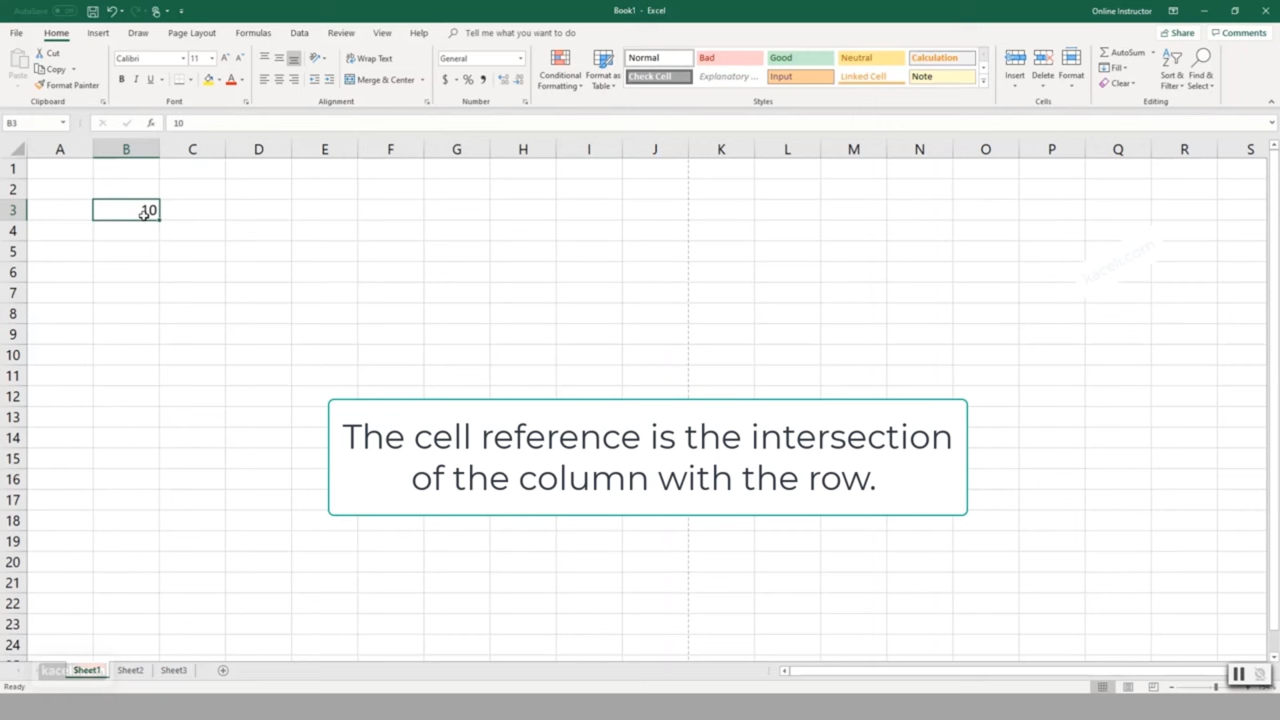 AutoSave Off Book1 - Excel Online Instructor
File Home Insert Draw Page Layout Formulas Data Review View Help Tell me what you want to do Share Comments
Paste
Cut
Copy
Format Painter
Clipboard
Calibri 11
B I U
Font
Wrap Text
Merge & Center
Alignment
General
$ % ,
Number
Conditional Formatting
Format as Table
Normal Bad Good Neutral Calculation
Check Cell Explanatory ... Input Linked Cell Note
Styles
Insert Delete Format
Cells
AutoSum
Fill
Clear
Sort & Filter
Find & Select
Editing
B3 fx 10
A B C D E F G H I J K L M N O P Q R S
1
2
3 10
4
5
6
7
8
9
10
11
12
13
14
15
16
17
18
19
20
21
22
23
24
kaceli.com
The cell reference is the intersection
of the column with the row.
Sheet1 Sheet2 Sheet3
Ready